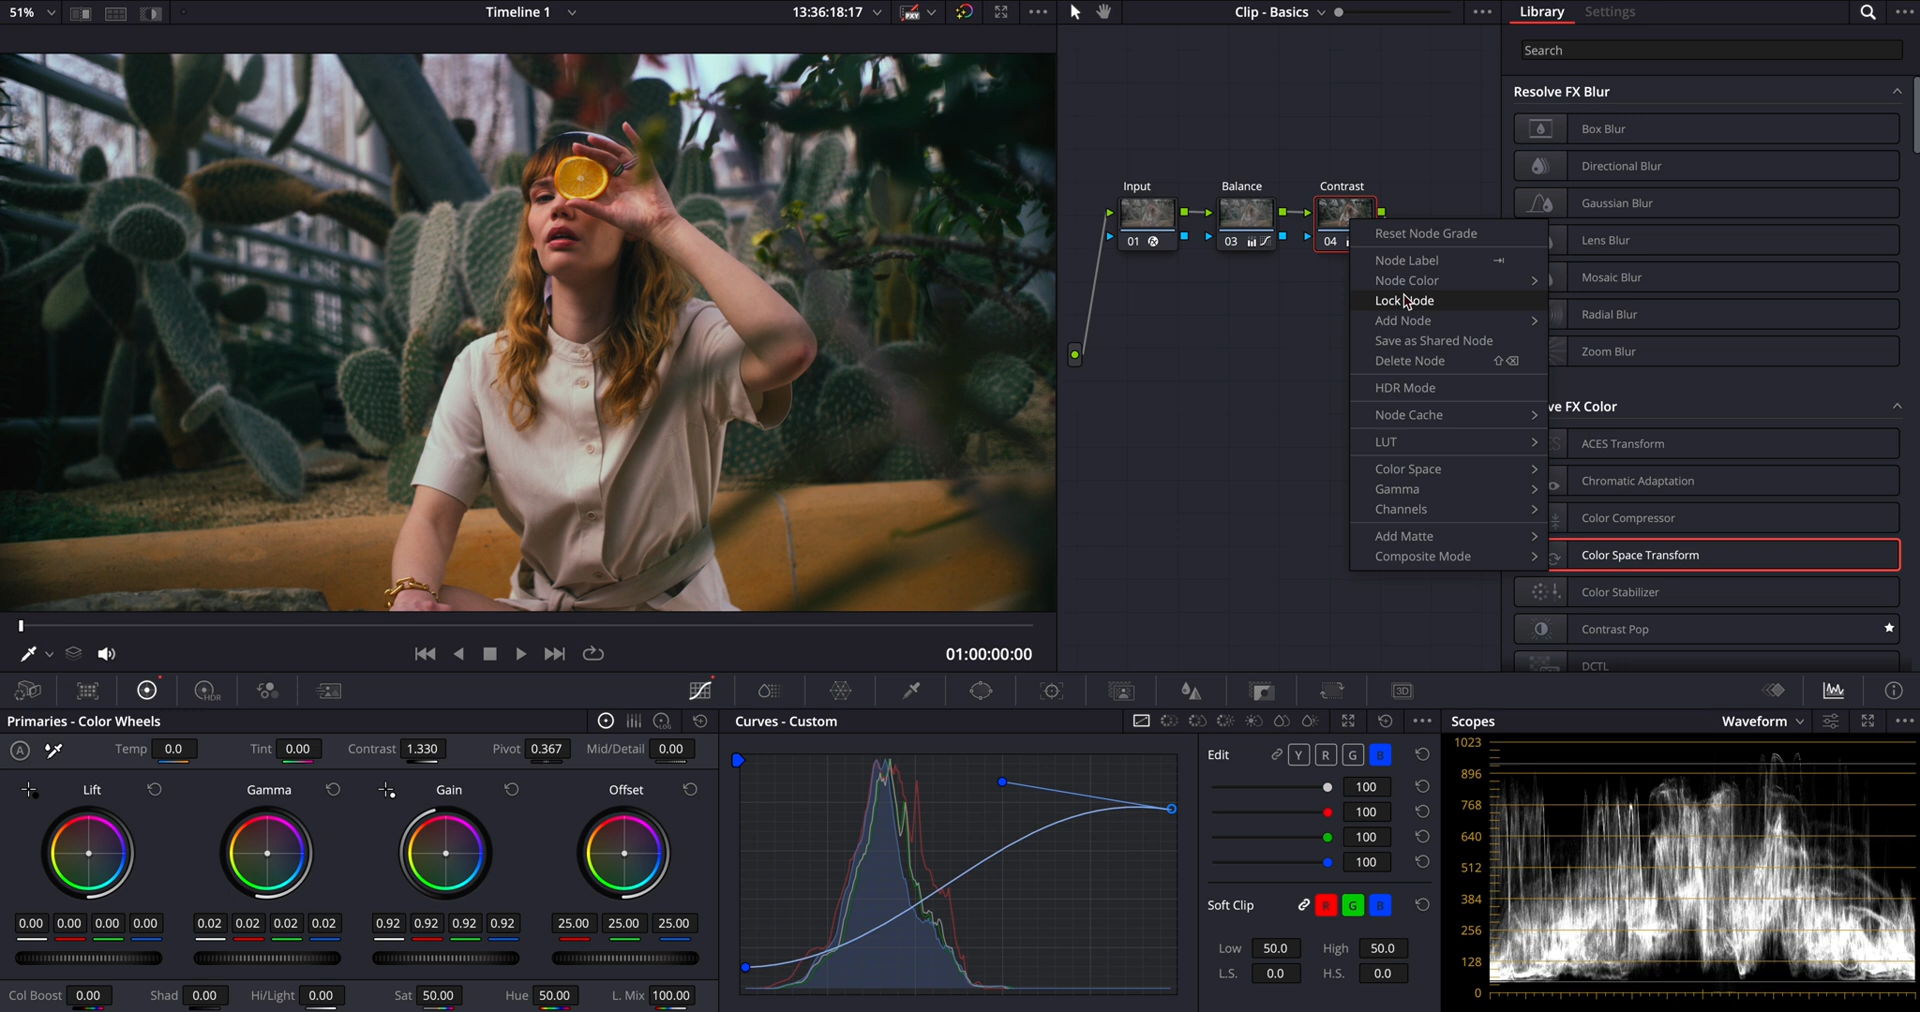 51%
Timeline 1
13:36:18:17
PXY
Clip - Basics
Library
Settings
Search
Resolve FX Blur
Box Blur
Directional Blur
Gaussian Blur
Lens Blur
Mosaic Blur
Radial Blur
Zoom Blur
ve FX Color
ACES Transform
Chromatic Adaptation
Color Compressor
Color Space Transform
Color Stabilizer
Contrast Pop
DCTL
Input
Balance
Contrast
01
03
04
Reset Node Grade
Node Label
Node Color
Lock Node
Add Node
Save as Shared Node
Delete Node
HDR Mode
Node Cache
LUT
Color Space
Gamma
Channels
Add Matte
Composite Mode
01:00:00:00
HDR
3D
Primaries - Color Wheels
LOG
A
Temp 0.0
Tint 0.00
Contrast 1.330
Pivot 0.367
Mid/Detail 0.00
Lift
Gamma
Gain
Offset
0.00 0.00 0.00 0.00
0.02 0.02 0.02 0.02
0.92 0.92 0.92 0.92
25.00 25.00 25.00
Col Boost 0.00
Shad 0.00
Hi/Light 0.00
Sat 50.00
Hue 50.00
L. Mix 100.00
Curves - Custom
Edit
Y R G B
100
100
100
100
Soft Clip
R G B
Low 50.0
High 50.0
L.S. 0.0
H.S. 0.0
Scopes
Waveform
1023
896
768
640
512
384
256
128
0